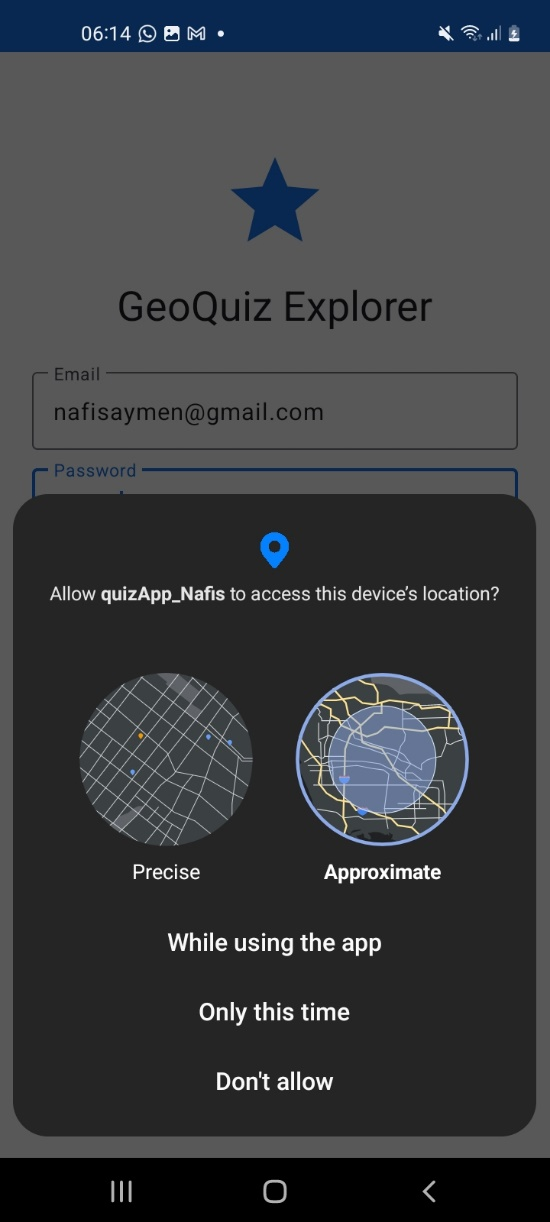 06:14
GeoQuiz Explorer
Email
nafisaymen@gmail.com
Password
Allow quizApp_Nafis to access this device's location?
Precise
Approximate
While using the app
Only this time
Don't allow